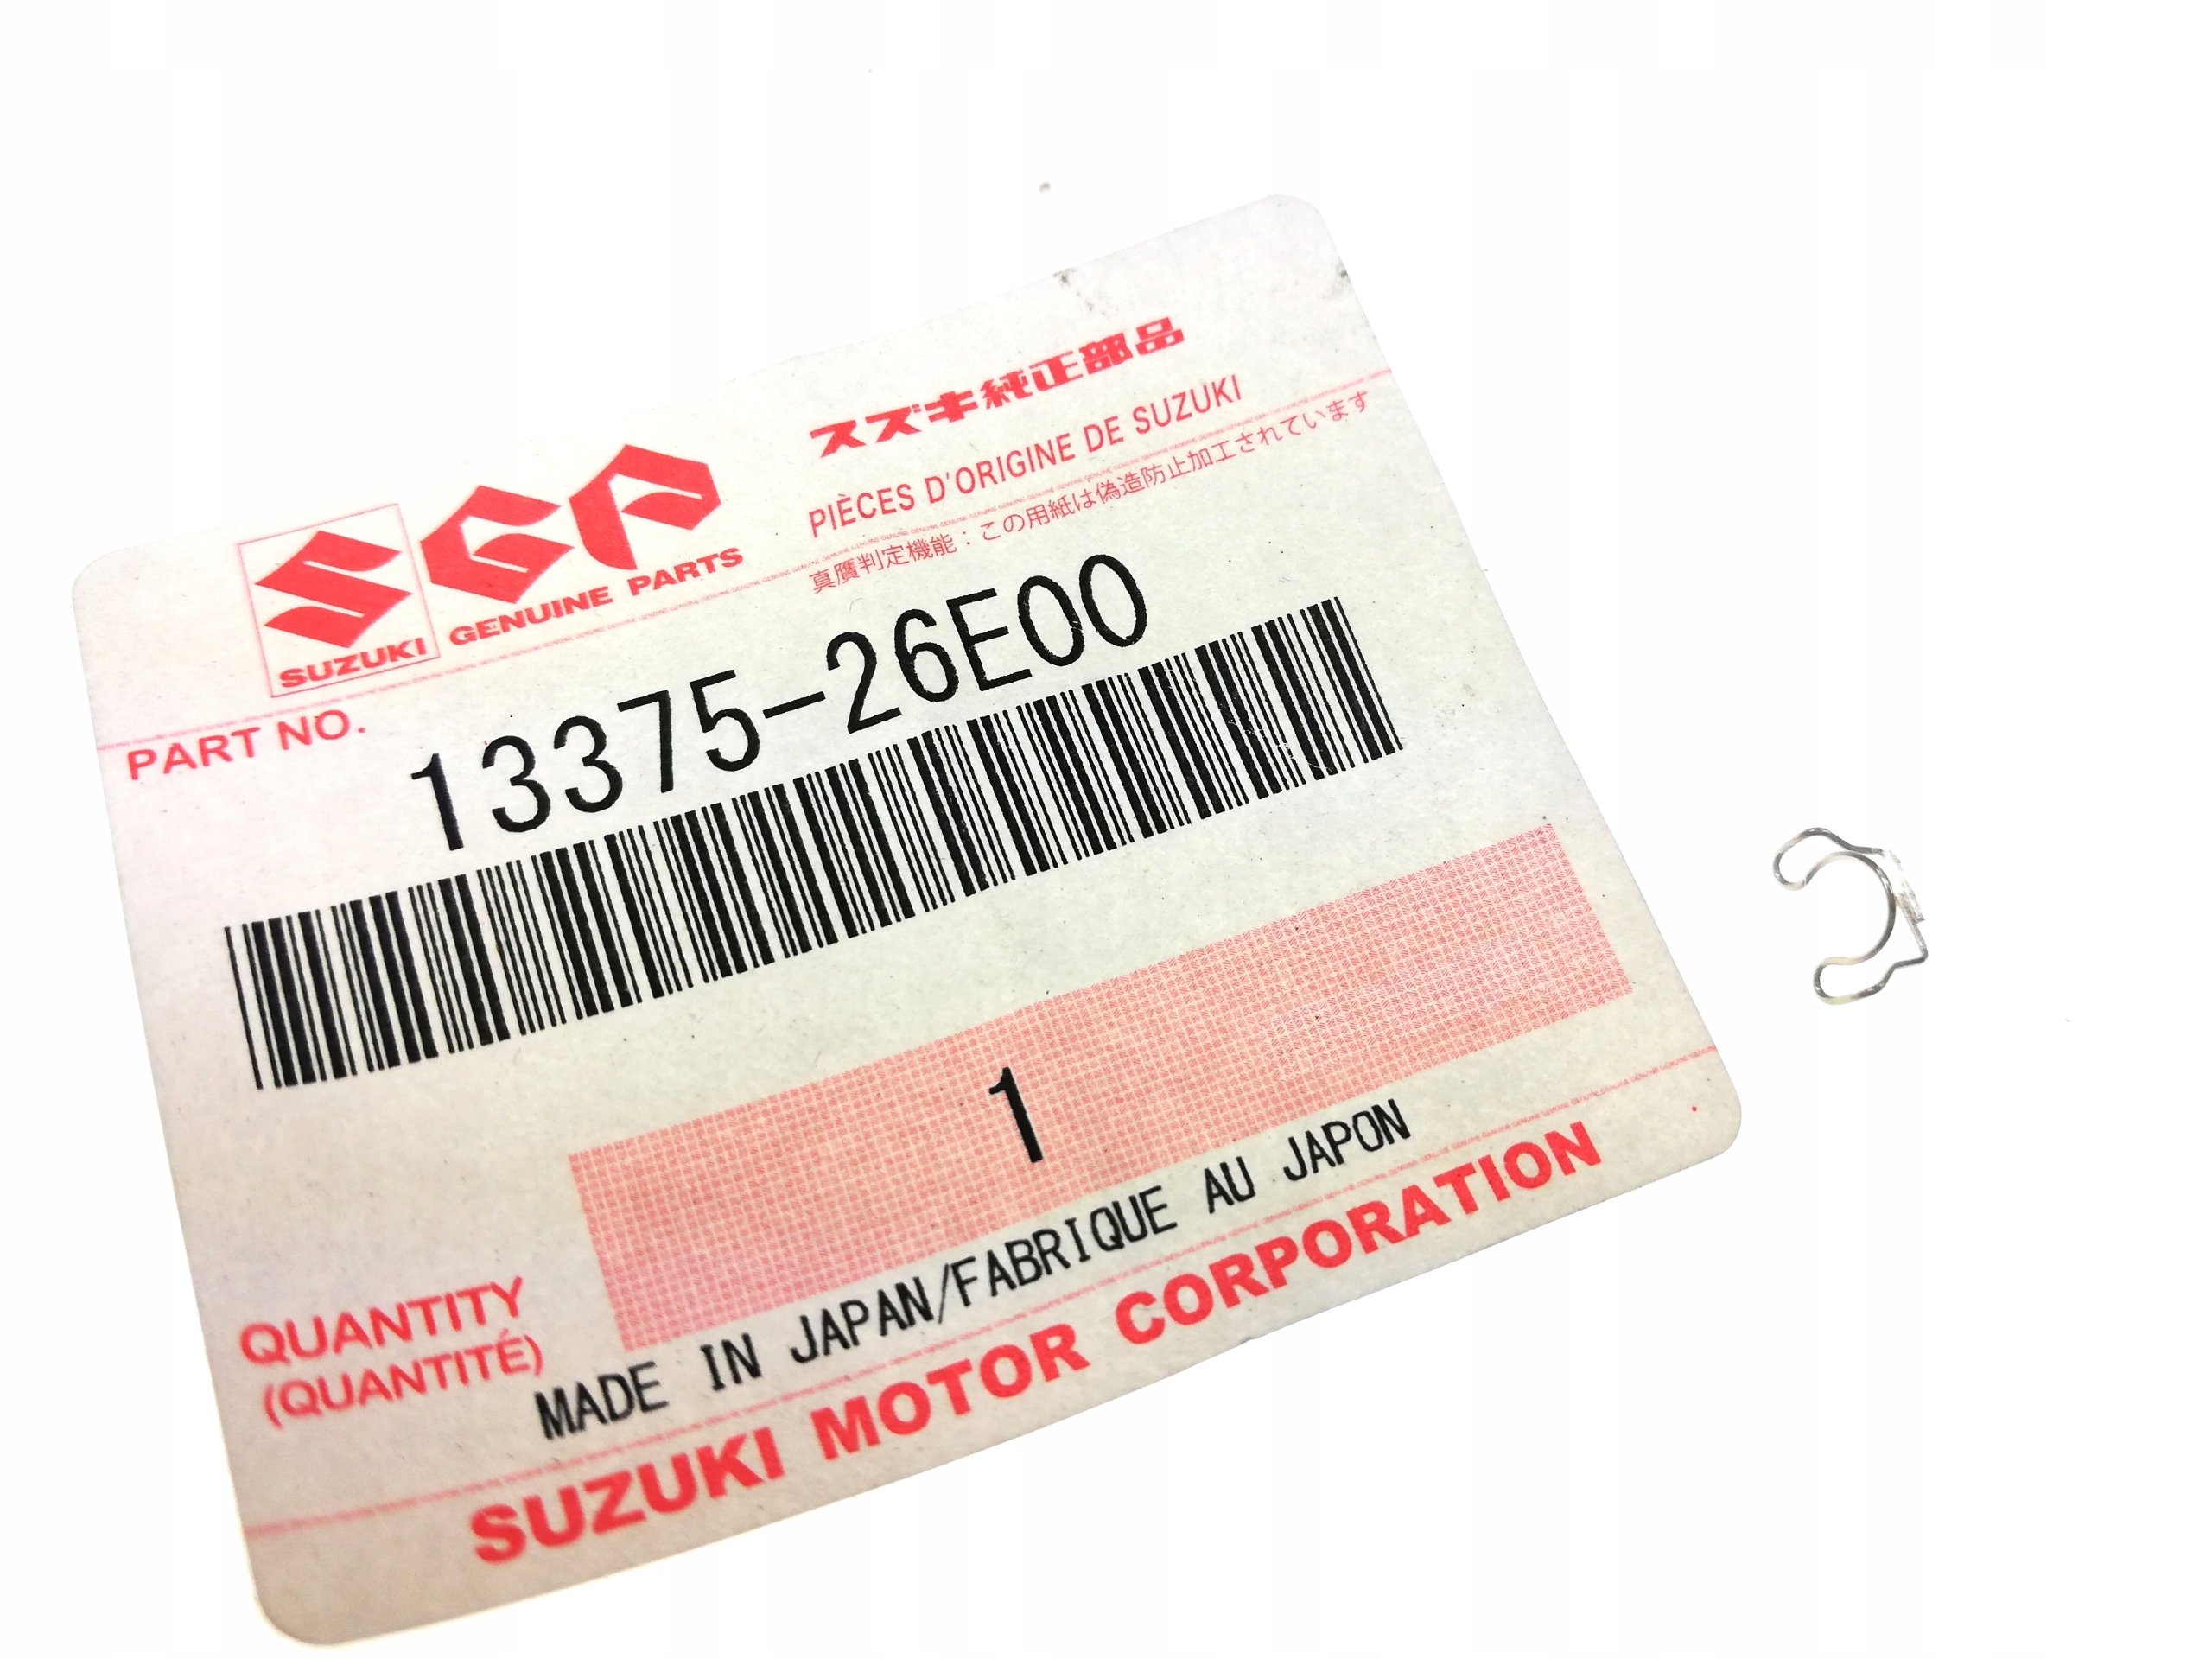 スズキ純正部品
PIÈCES D'ORIGINE DE SUZUKI
真贋判定機能：この用紙は偽造防止加工されています
SGP
SUZUKI GENUINE PARTS
PART NO. 13375-26E00
1
QUANTITY
(QUANTITÉ)
MADE IN JAPAN/FABRIQUE AU JAPON
SUZUKI MOTOR CORPORATION